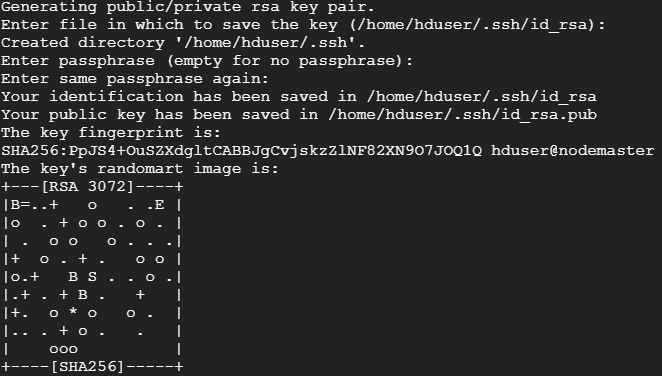 Generating public/private rsa key pair.
Enter file in which to save the key (/home/hduser/.ssh/id_rsa):
Created directory '/home/hduser/.ssh'.
Enter passphrase (empty for no passphrase):
Enter same passphrase again:
Your identification has been saved in /home/hduser/.ssh/id_rsa
Your public key has been saved in /home/hduser/.ssh/id_rsa.pub
The key fingerprint is:
SHA256:PpJS4+OuSZXdgltCABBJgCvjskzZlNF82XN9O7JOQ1Q hduser@nodemaster
The key's randomart image is:
+---[RSA 3072]----+
|B=..+   o   . .E |
|o  . + o o . o . |
| .  o o   o . . .|
|+  o . + .   o o |
|o.+   B S . . o .|
|.+ . + B .   +   |
|+.  o * o   o .  |
|.. . + o .   .   |
|    ooo          |
+----[SHA256]-----+